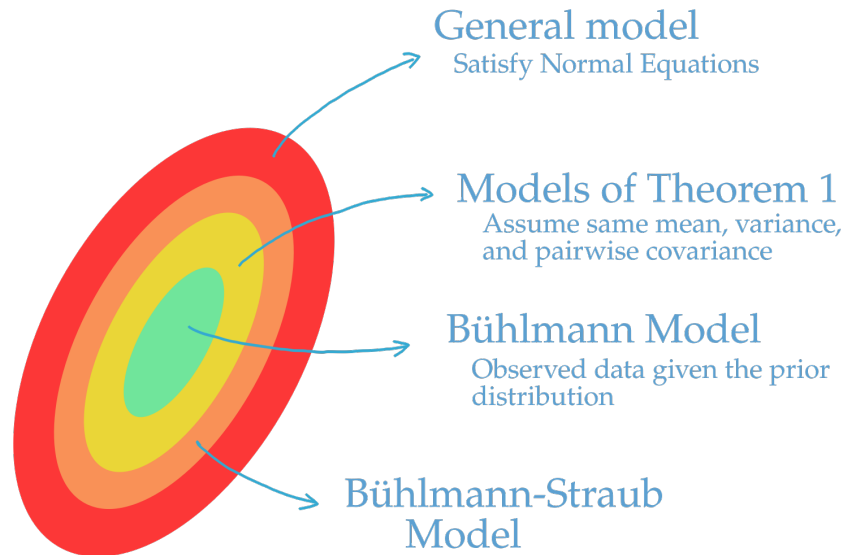 General model
Satisfy Normal Equations
Models of Theorem 1
Assume same mean, variance,
and pairwise covariance
Bühlmann Model
Observed data given the prior
distribution
Bühlmann-Straub
Model